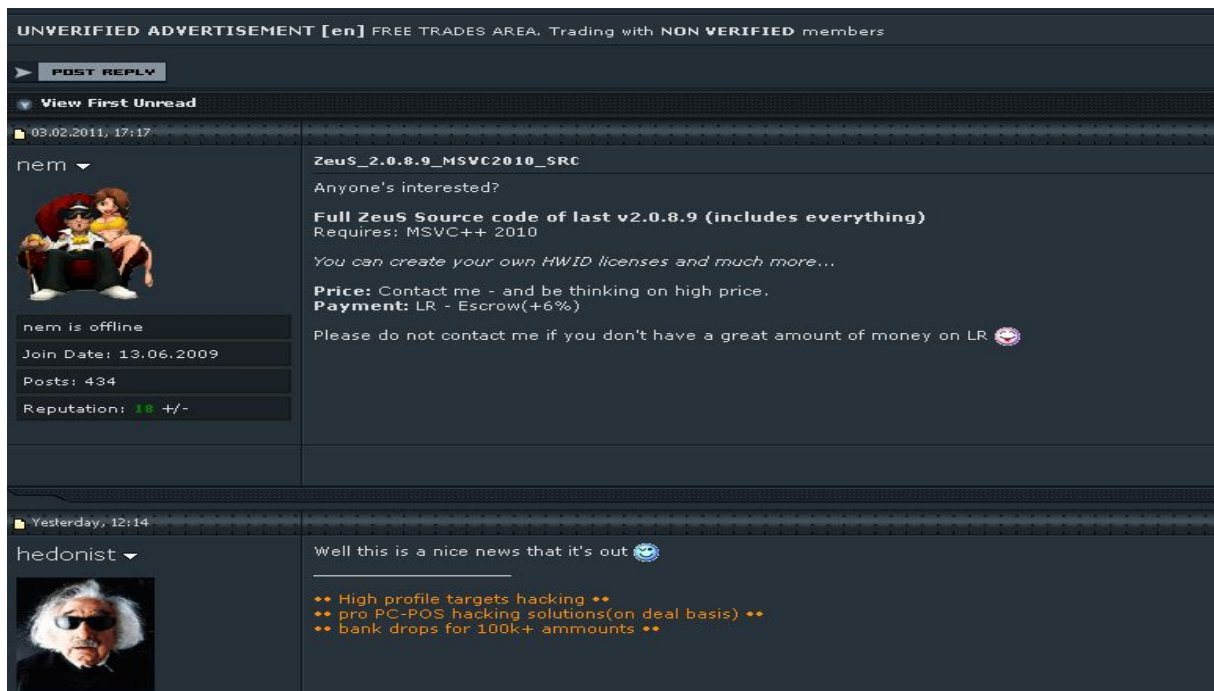 UNVERIFIED ADVERTISEMENT [en] FREE TRADES AREA. Trading with NON VERIFIED members
POST REPLY
View First Unread
03.02.2011, 17:17
nem
ZeuS_2.0.8.9_MSVC2010_SRC
Anyone's interested?
Full ZeuS Source code of last v2.0.8.9 (includes everything)
Requires: MSVC++ 2010
You can create your own HWID licenses and much more...
Price: Contact me - and be thinking on high price.
Payment: LR - Escrow(+6%)
Please do not contact me if you don't have a great amount of money on LR
nem is offline
Join Date: 13.06.2009
Posts: 434
Reputation: 18 +/-
Yesterday, 12:14
hedonist
Well this is a nice news that it's out
•• High profile targets hacking ••
•• pro PC-POS hacking solutions(on deal basis) ••
•• bank drops for 100k+ ammounts ••